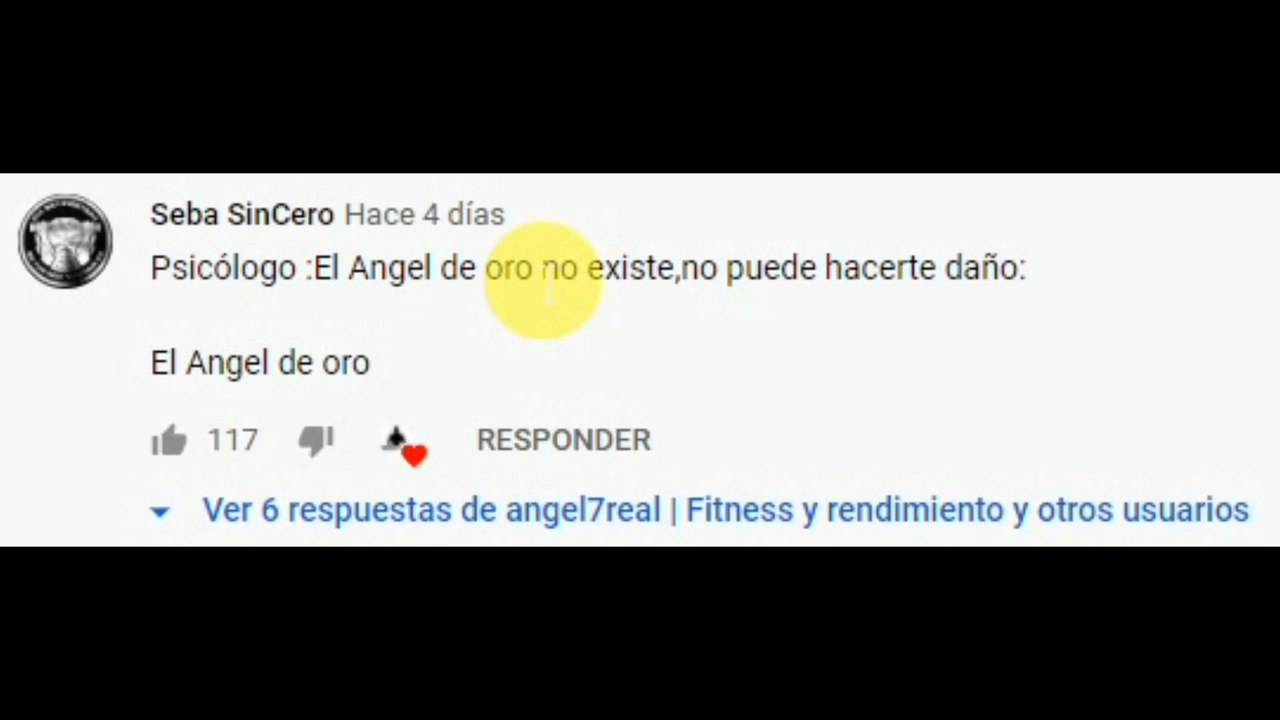 Seba SinCero Hace 4 días
Psicólogo :El Angel de oro no existe,no puede hacerte daño:
El Angel de oro
117 RESPONDER
Ver 6 respuestas de angel7real | Fitness y rendimiento y otros usuarios